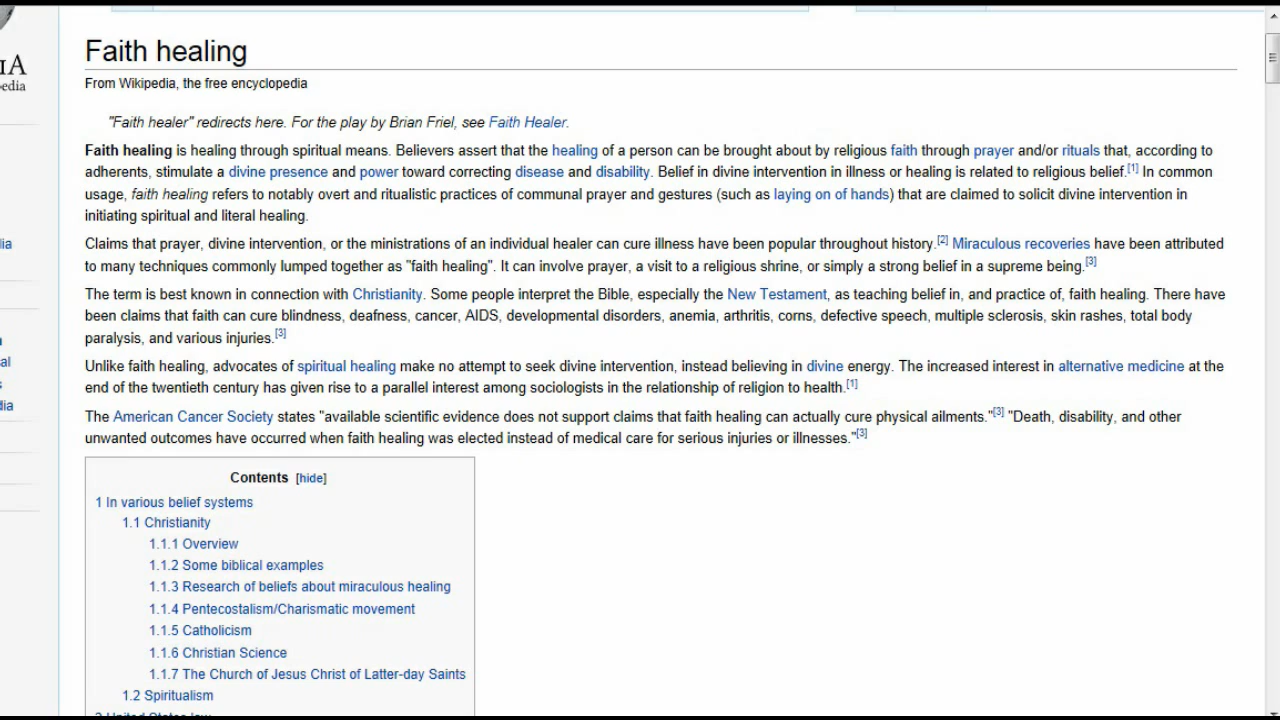 Faith healing
From Wikipedia, the free encyclopedia
"Faith healer" redirects here. For the play by Brian Friel, see Faith Healer.
Faith healing is healing through spiritual means. Believers assert that the healing of a person can be brought about by religious faith through prayer and/or rituals that, according to
adherents, stimulate a divine presence and power toward correcting disease and disability. Belief in divine intervention in illness or healing is related to religious belief.[1] In common
usage, faith healing refers to notably overt and ritualistic practices of communal prayer and gestures (such as laying on of hands) that are claimed to solicit divine intervention in
initiating spiritual and literal healing.
Claims that prayer, divine intervention, or the ministrations of an individual healer can cure illness have been popular throughout history.[2] Miraculous recoveries have been attributed
to many techniques commonly lumped together as "faith healing". It can involve prayer, a visit to a religious shrine, or simply a strong belief in a supreme being.[3]
The term is best known in connection with Christianity. Some people interpret the Bible, especially the New Testament, as teaching belief in, and practice of, faith healing. There have
been claims that faith can cure blindness, deafness, cancer, AIDS, developmental disorders, anemia, arthritis, corns, defective speech, multiple sclerosis, skin rashes, total body
paralysis, and various injuries.[3]
Unlike faith healing, advocates of spiritual healing make no attempt to seek divine intervention, instead believing in divine energy. The increased interest in alternative medicine at the
end of the twentieth century has given rise to a parallel interest among sociologists in the relationship of religion to health.[1]
The American Cancer Society states "available scientific evidence does not support claims that faith healing can actually cure physical ailments."[3] "Death, disability, and other
unwanted outcomes have occurred when faith healing was elected instead of medical care for serious injuries or illnesses."[3]
Contents [hide]
1 In various belief systems
1.1 Christianity
1.1.1 Overview
1.1.2 Some biblical examples
1.1.3 Research of beliefs about miraculous healing
1.1.4 Pentecostalism/Charismatic movement
1.1.5 Catholicism
1.1.6 Christian Science
1.1.7 The Church of Jesus Christ of Latter-day Saints
1.2 Spiritualism